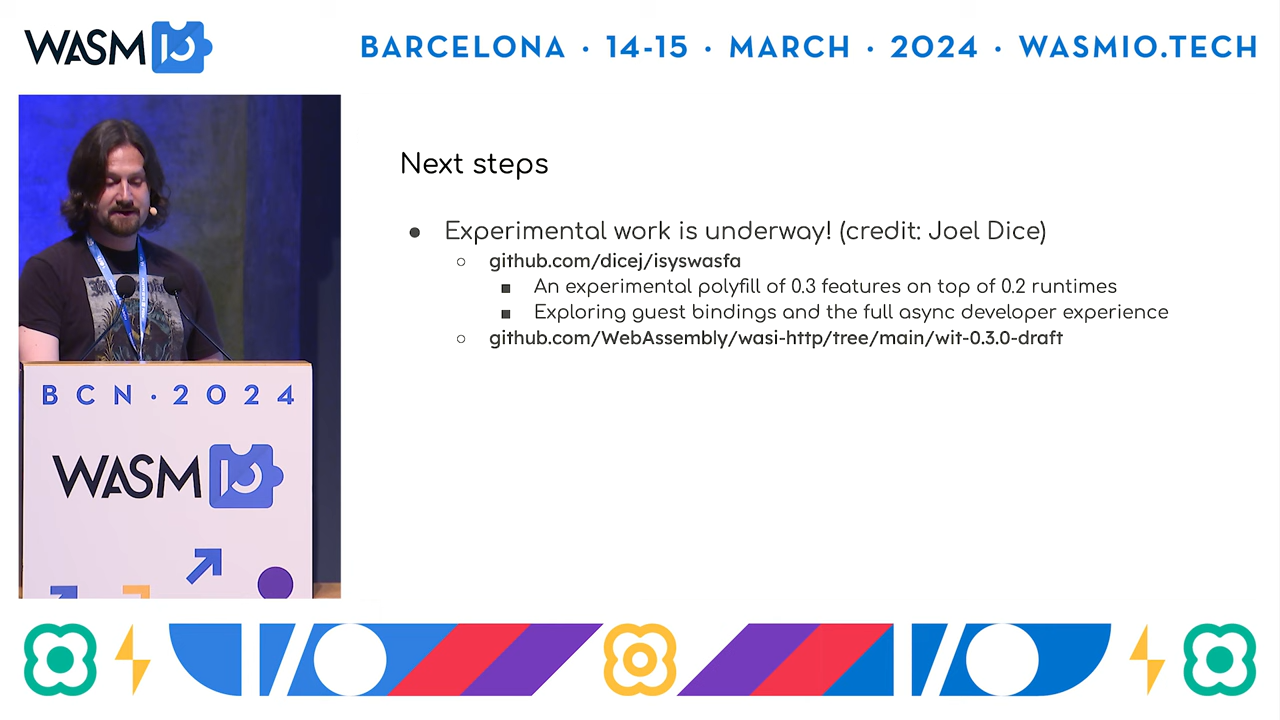 WASM IO
BARCELONA · 14-15 · MARCH · 2024 · WASMIO.TECH
Next steps
● Experimental work is underway! (credit: Joel Dice)
○ github.com/dicej/isyswasfa
■ An experimental polyfill of 0.3 features on top of 0.2 runtimes
■ Exploring guest bindings and the full async developer experience
○ github.com/WebAssembly/wasi-http/tree/main/wit-0.3.0-draft
BCN·2024
WASM IO
I/O
I/O